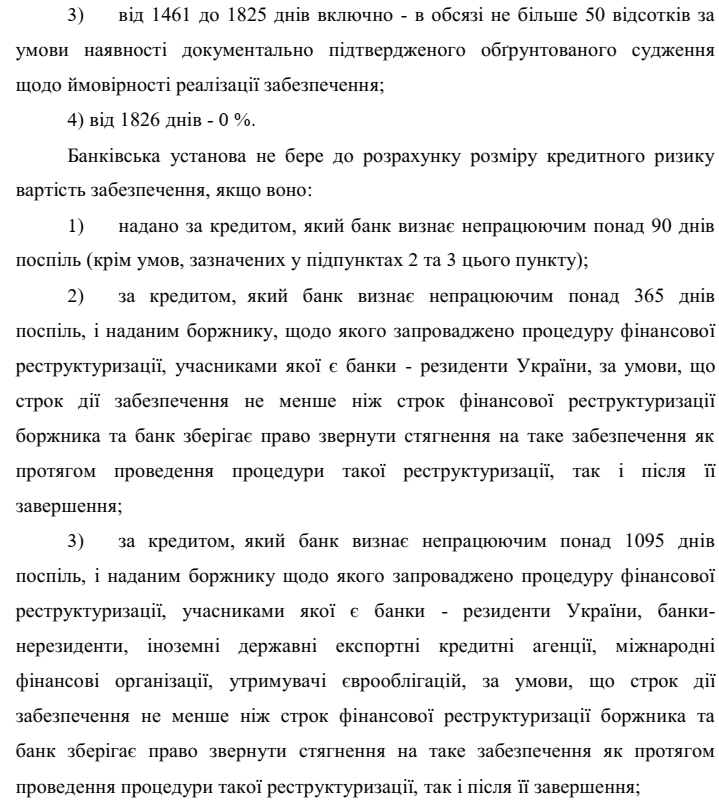 3) від 1461 до 1825 днів включно - в обсязі не більше 50 відсотків за
умови наявності документально підтвердженого обґрунтованого судження
щодо ймовірності реалізації забезпечення;
4) від 1826 днів - 0 %.
Банківська установа не бере до розрахунку розміру кредитного ризику
вартість забезпечення, якщо воно:
1) надано за кредитом, який банк визнає непрацюючим понад 90 днів
поспіль (крім умов, зазначених у підпунктах 2 та 3 цього пункту);
2) за кредитом, який банк визнає непрацюючим понад 365 днів
поспіль, і наданим боржнику, щодо якого запроваджено процедуру фінансової
реструктуризації, учасниками якої є банки - резиденти України, за умови, що
строк дії забезпечення не менше ніж строк фінансової реструктуризації
боржника та банк зберігає право звернути стягнення на таке забезпечення як
протягом проведення процедури такої реструктуризації, так і після її
завершення;
3) за кредитом, який банк визнає непрацюючим понад 1095 днів
поспіль, і наданим боржнику щодо якого запроваджено процедуру фінансової
реструктуризації, учасниками якої є банки - резиденти України, банки-
нерезиденти, іноземні державні експортні кредитні агенції, міжнародні
фінансові організації, утримувачі єврооблігацій, за умови, що строк дії
забезпечення не менше ніж строк фінансової реструктуризації боржника та
банк зберігає право звернути стягнення на таке забезпечення як протягом
проведення процедури такої реструктуризації, так і після її завершення;